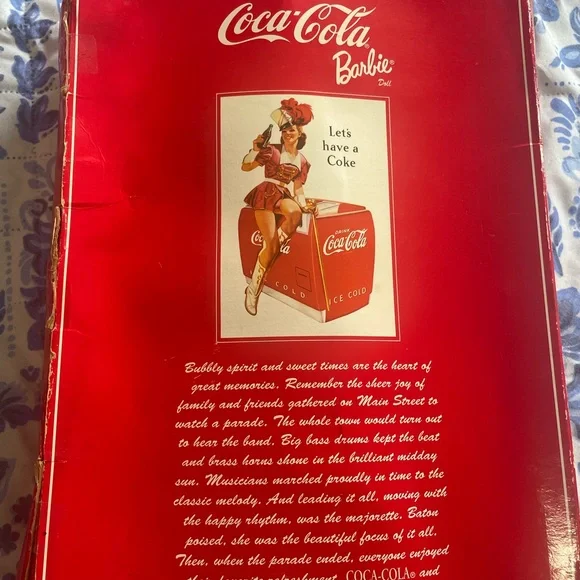 Coca-Cola®
Barbie®
Doll
Let's
have a
Coke
DRINK
Coca-Cola
Coca-Cola
ICE COLD
COLD
Bubbly spirit and sweet times are the heart of
great memories. Remember the sheer joy of
family and friends gathered on Main Street to
watch a parade. The whole town would turn out
to hear the band. Big bass drums kept the beat
and brass horns shone in the brilliant midday
sun. Musicians marched proudly in time to the
classic melody. And leading it all, moving with
the happy rhythm, was the majorette. Baton
poised, she was the beautiful focus of it all.
Then, when the parade ended, everyone enjoyed
their favorite refreshment, COCA-COLA® and